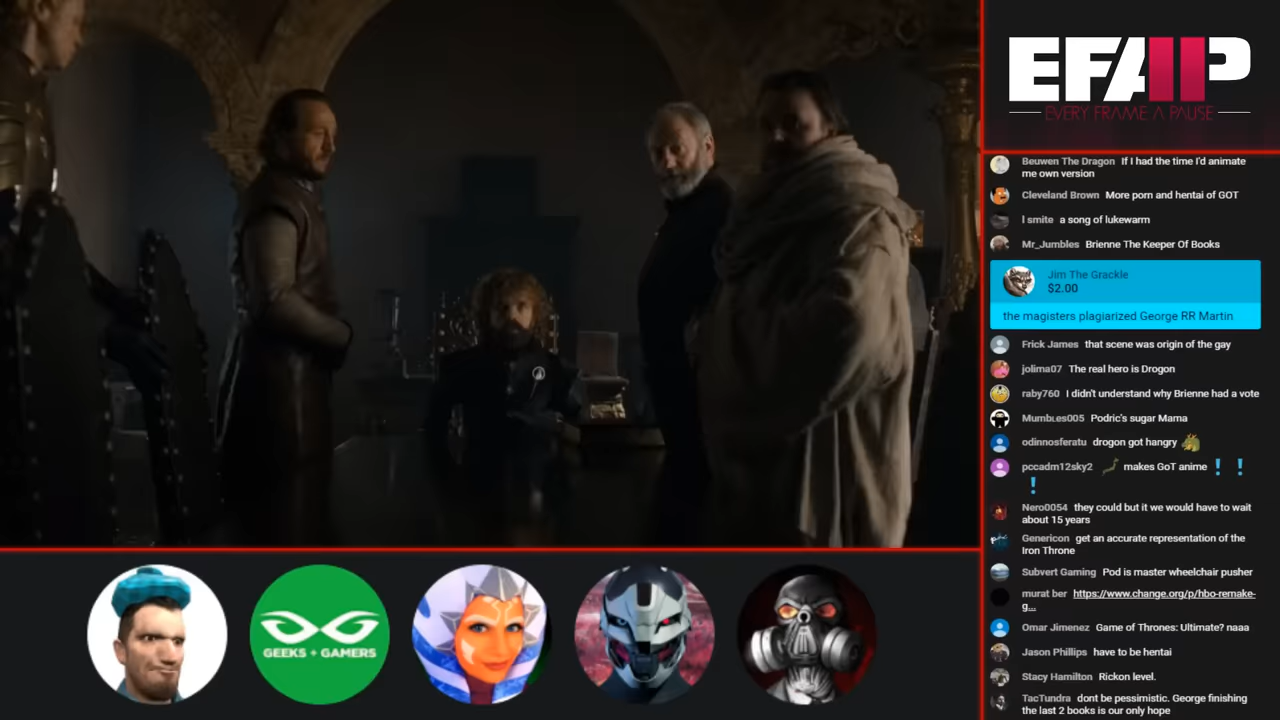 EFAP
EVERY FRAME A PAUSE
Beuwen The Dragon If I had the time I'd animate
me own version
Cleveland Brown More porn and hentai of GOT
l smite a song of lukewarm
Mr_Jumbles Brienne The Keeper Of Books
Jim The Grackle
$2.00
the magisters plagiarized George RR Martin
Frick James that scene was origin of the gay
jolima07 The real hero is Drogon
raby760 I didn't understand why Brienne had a vote
Mumbʟes005 Podric's sugar Mama
odinnosferatu drogon got hangry
pccadm12sky2 makes GoT anime ❗ ❗
❗
Nero0054 they could but it we would have to wait
about 15 years
Genericon get an accurate representation of the
Iron Throne
Subvert Gaming Pod is master wheelchair pusher
murat ber https://www.change.org/p/hbo-remake-
g...
Omar Jimenez Game of Thrones: Ultimate? naaa
Jason Phillips have to be hentai
Stacy Hamilton Rickon level.
TacTundra dont be pessimistic. George finishing
the last 2 books is our only hope
GEEKS + GAMERS